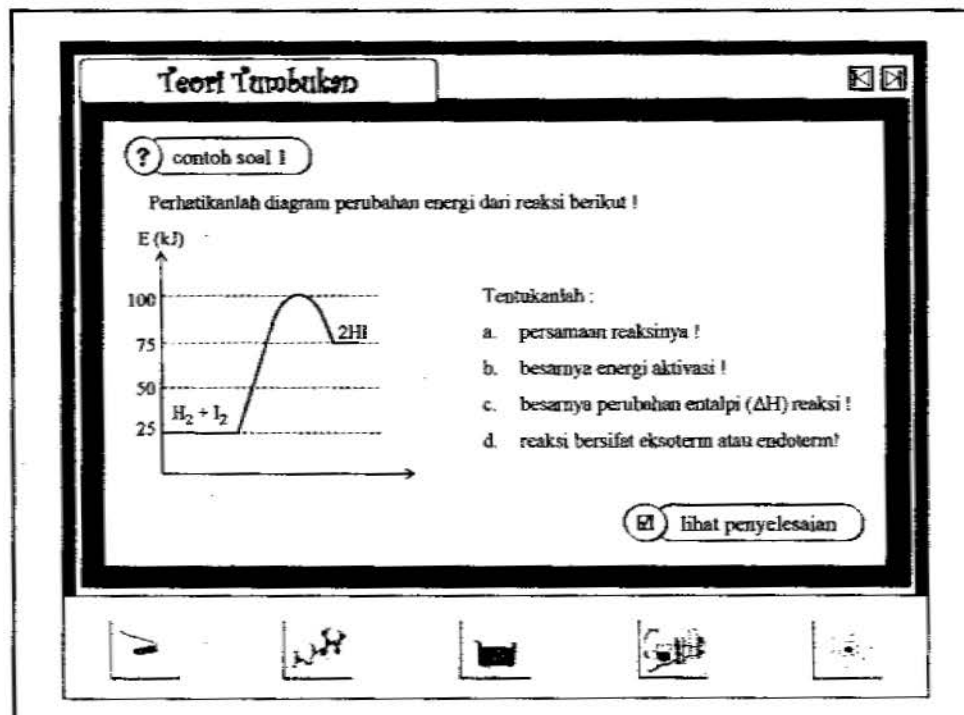 Teori Tumbukan
? contoh soal 1
Perhatikanlah diagram perubahan energi dari reaksi berikut !
E (kJ)
100
75
50
25
2HI
H₂ + I₂
Tentukanlah :
a. persamaan reaksinya !
b. besarnya energi aktivasi !
c. besarnya perubahan entalpi (ΔH) reaksi !
d. reaksi bersifat eksoterm atau endoterm!
lihat penyelesaian